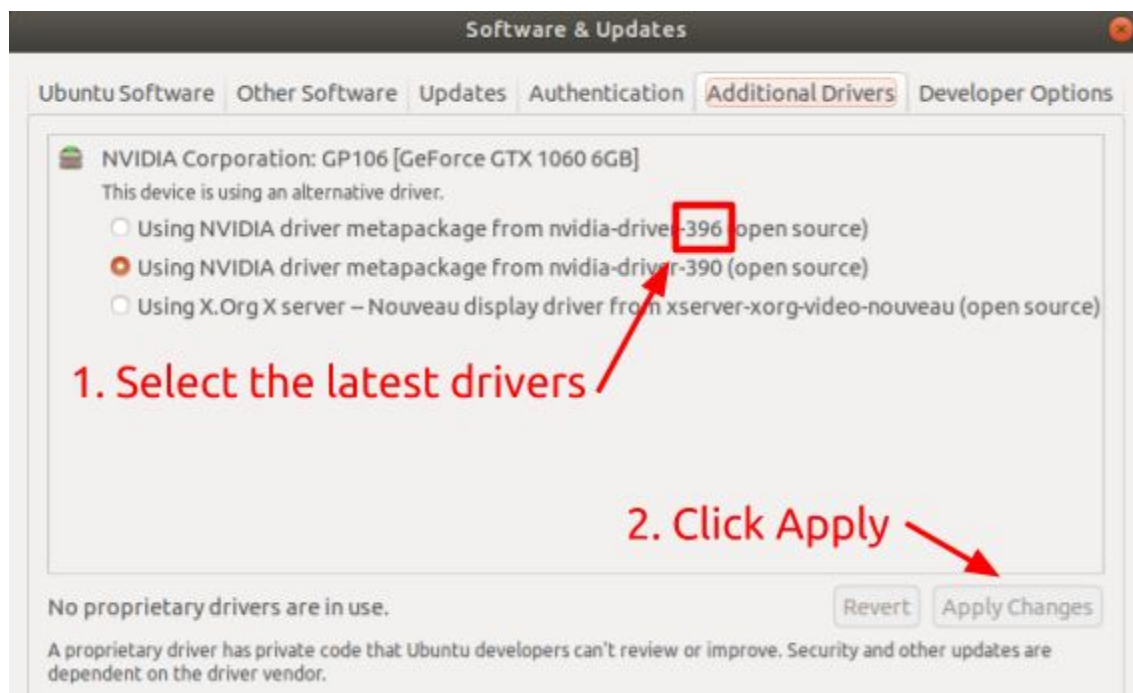 Software & Updates
Ubuntu Software Other Software Updates Authentication Additional Drivers Developer Options
NVIDIA Corporation: GP106 [GeForce GTX 1060 6GB]
This device is using an alternative driver.
Using NVIDIA driver metapackage from nvidia-driver-396 (open source)
Using NVIDIA driver metapackage from nvidia-driver-390 (open source)
Using X.Org X server – Nouveau display driver from xserver-xorg-video-nouveau (open source)
1. Select the latest drivers
2. Click Apply
No proprietary drivers are in use.
Revert Apply Changes
A proprietary driver has private code that Ubuntu developers can't review or improve. Security and other updates are
dependent on the driver vendor.